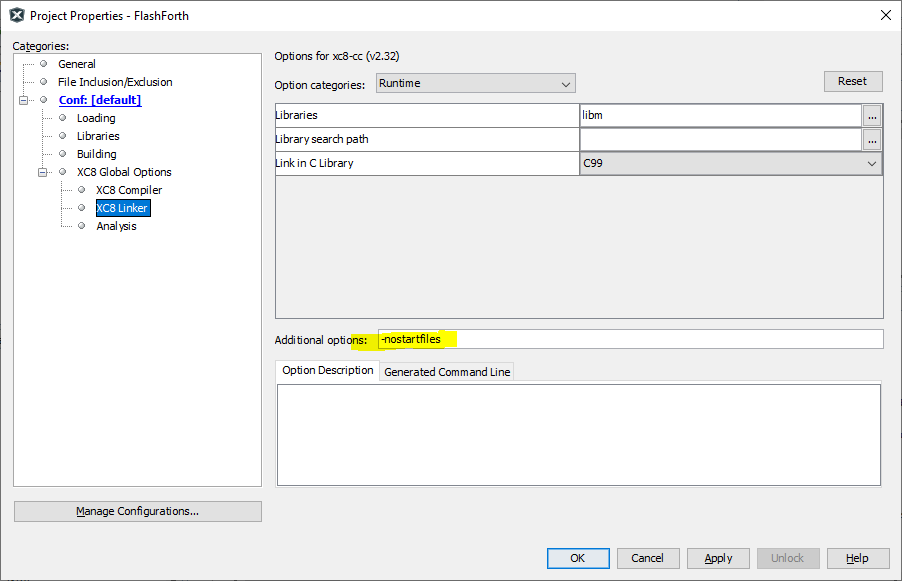 Project Properties - FlashForth
Categories:
General
File Inclusion/Exclusion
Conf: [default]
Loading
Libraries
Building
XC8 Global Options
XC8 Compiler
XC8 Linker
Analysis
Manage Configurations...
Options for xc8-cc (v2.32)
Option categories: Runtime Reset
Libraries libm ...
Library search path ...
Link in C Library C99
Additional options: -nostartfiles
Option Description Generated Command Line
OK Cancel Apply Unlock Help